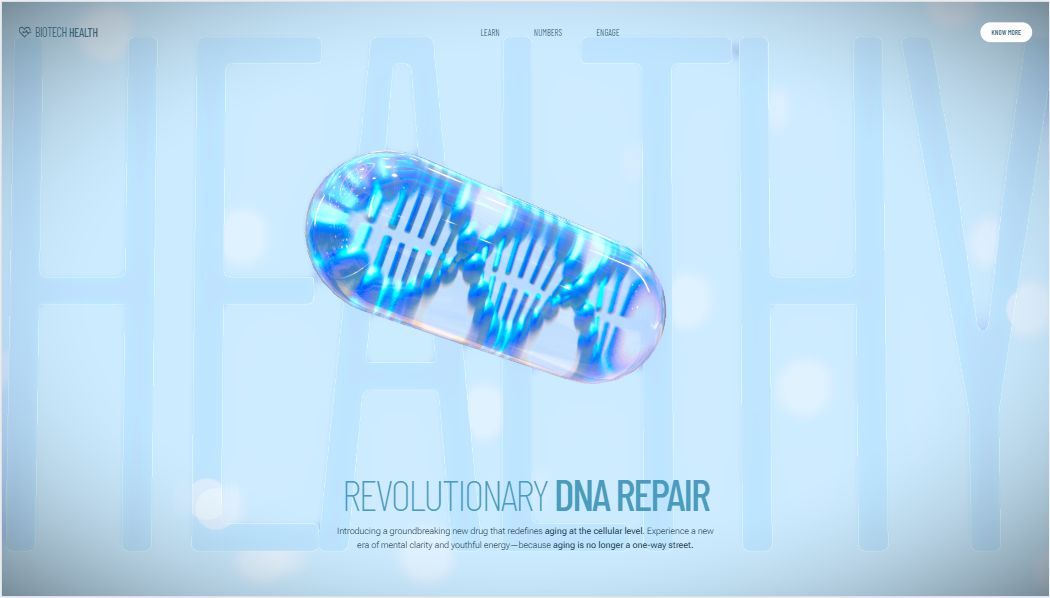 BIOTECH HEALTH
LEARN
NUMBERS
ENGAGE
KNOW MORE
HEALTHY
REVOLUTIONARY DNA REPAIR
Introducing a groundbreaking new drug that redefines aging at the cellular level. Experience a new
era of mental clarity and youthful energy—because aging is no longer a one-way street.